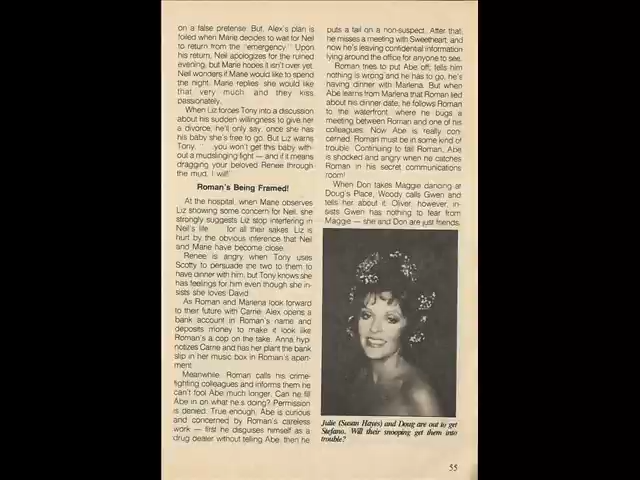 on a false pretense. But, Alex's plan is
foiled when Marie decides to wait for Neil
to return from the "emergency." Upon
his return, Neil apologizes for the ruined
evening, but Marie hopes it isn't over yet.
Neil wonders if Marie would like to spend
the night. Marie replies she would like
that very much and they kiss
passionately.
When Liz forces Tony into a discussion
about his sudden willingness to give her
a divorce, he'll only say, once she has
his baby she's free to go. But Liz warns
Tony, " you won't get this baby with-
out a mudslinging fight — and if it means
dragging your beloved Renee through
the mud, I will!"
Roman's Being Framed!
At the hospital, when Marie observes
Liz showing some concern for Neil, she
strongly suggests Liz stop interfering in
Neil's life for all their sakes. Liz is
hurt by the obvious inference that Neil
and Marie have become close.
Renee is angry when Tony uses
Scotty to persuade the two to them to
have dinner with him, but Tony knows she
has feelings for him even though she in-
sists she loves David.
As Roman and Marlena look forward
to their future with Carrie, Alex opens a
bank account in Roman's name and
deposits money to make it look like
Roman's a cop on the take. Anna hyp-
notizes Carrie and has her plant the bank
slip in her music box in Roman's apart-
ment.
Meanwhile, Roman calls his crime-
fighting colleagues and informs them he
can't fool Abe much longer. Can he fill
Abe in on what he's doing? Permission
is denied. True enough, Abe is curious
and concerned by Roman's careless
work — first he disguises himself as a
drug dealer without telling Abe, then he
puts a tail on a non-suspect. After that,
he misses a meeting with Sweetheart, and
now he's leaving confidential information
lying around the office for anyone to see.
Roman tries to put Abe off, tells him
nothing is wrong and he has to go, he's
having dinner with Marlena. But when
Abe learns from Marlena that Roman lied
about his dinner date, he follows Roman
to the waterfront where he bugs a
meeting between Roman and one of his
colleagues. Now Abe is really con-
cerned. Roman must be in some kind of
trouble. Continuing to tail Roman, Abe
is shocked and angry when he catches
Roman in his secret communications
room!
When Don takes Maggie dancing at
Doug's Place, Woody calls Gwen and
tells her about it. Oliver, however, in-
sists Gwen has nothing to fear from
Maggie — she and Don are just friends.
Julie (Susan Hayes) and Doug are out to get
Stefano. Will their snooping get them into
trouble?
55